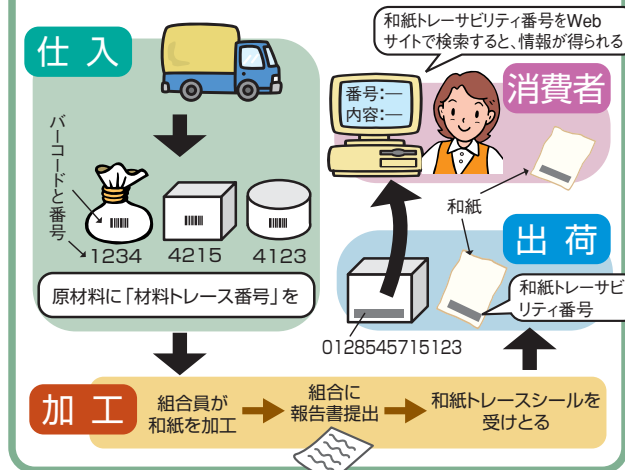 仕入
バーコードと番号
1234
4215
4123
原材料に「材料トレース番号」を
加工
組合員が
和紙を加工
組合に
報告書提出
和紙トレースシールを
受けとる
出荷
0128545715123
和紙トレーサビ
リティ番号
和紙
消費者
番号:―
内容:―
和紙トレーサビリティ番号をWeb
サイトで検索すると、情報が得られる